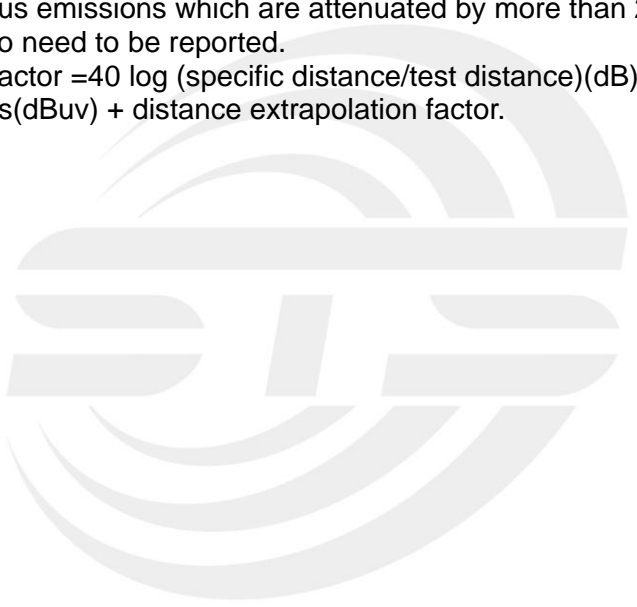 us emissions which are attenuated by more than
o need to be reported.
actor =40 log (specific distance/test distance)(dB)
s(dBuv) + distance extrapolation factor.
STS